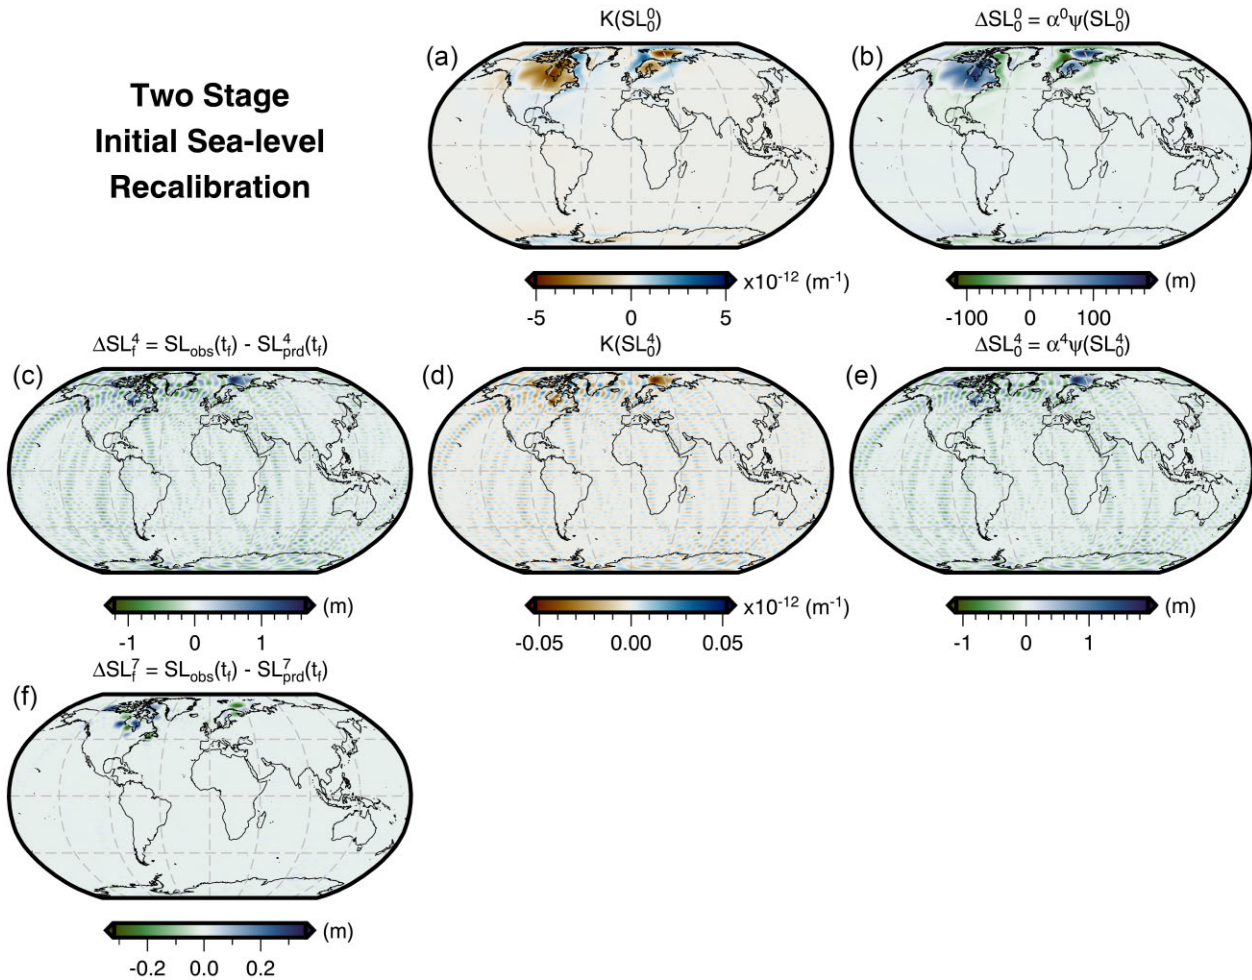 Two Stage
Initial Sea-level
Recalibration
K(SL₀⁰)
(a)
-5 0 5
x10⁻¹² (m⁻¹)
ΔSL₀⁰ = α⁰ψ(SL₀⁰)
(b)
-100 0 100
(m)
ΔSL_f⁴ = SL_obs(t_f) - SL_prd⁴(t_f)
(c)
-1 0 1
(m)
K(SL₀⁴)
(d)
-0.05 0.00 0.05
x10⁻¹² (m⁻¹)
ΔSL₀⁴ = α⁴ψ(SL₀⁴)
(e)
-1 0 1
(m)
ΔSL_f⁷ = SL_obs(t_f) - SL_prd⁷(t_f)
(f)
-0.2 0.0 0.2
(m)